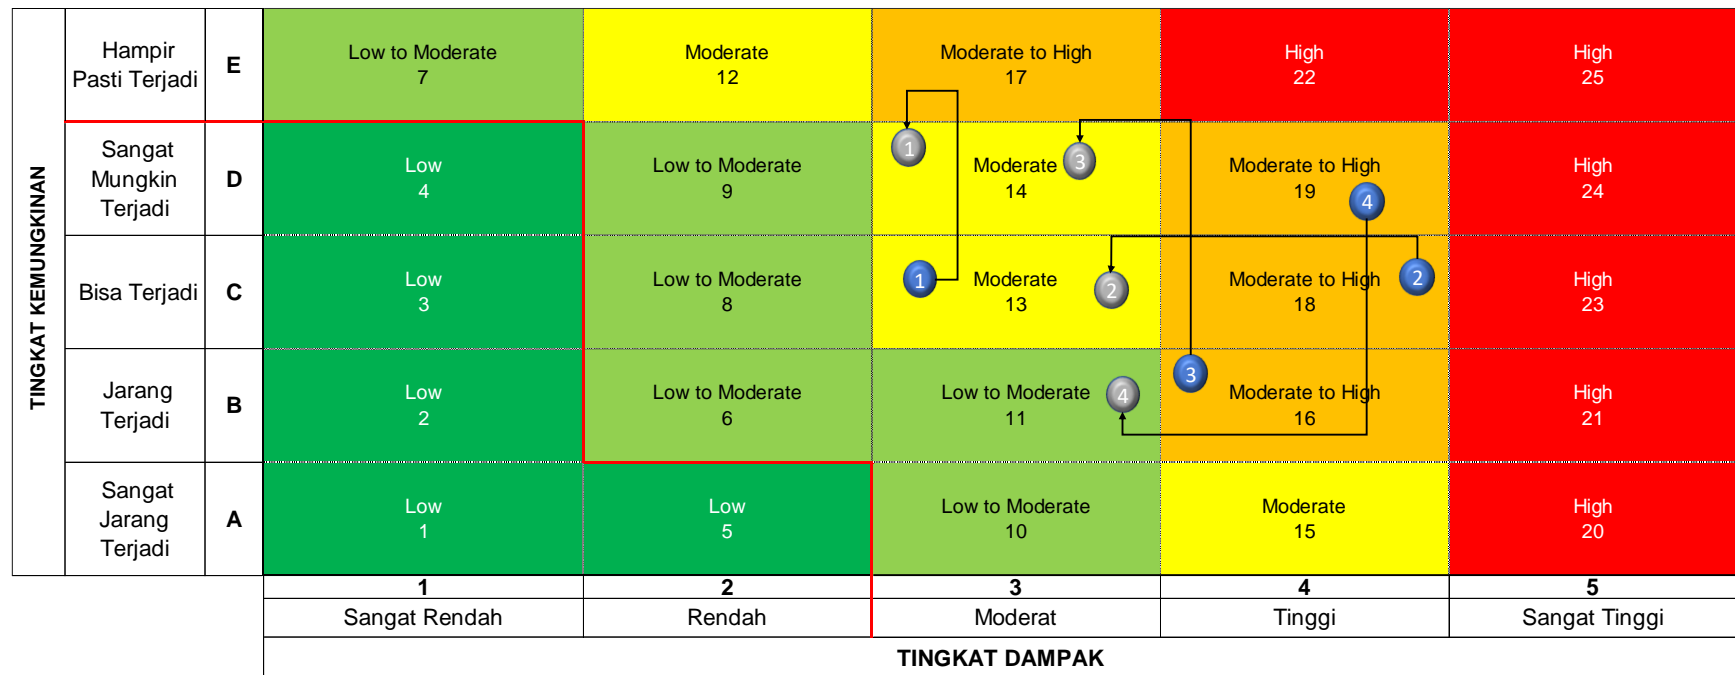 TINGKAT KEMUNGKINAN
Hampir
Pasti Terjadi
E
Low to Moderate
7
Moderate
12
Moderate to High
17
High
22
High
25
Sangat
Mungkin
Terjadi
D
Low
4
Low to Moderate
9
1
Moderate
14
3
Moderate to High
19
4
High
24
Bisa Terjadi
C
Low
3
Low to Moderate
8
1
Moderate
13
2
Moderate to High
18
2
High
23
Jarang
Terjadi
B
Low
2
Low to Moderate
6
Low to Moderate
11
4
3
Moderate to High
16
High
21
Sangat
Jarang
Terjadi
A
Low
1
Low
5
Low to Moderate
10
Moderate
15
High
20
1
2
3
4
5
Sangat Rendah
Rendah
Moderat
Tinggi
Sangat Tinggi
TINGKAT DAMPAK